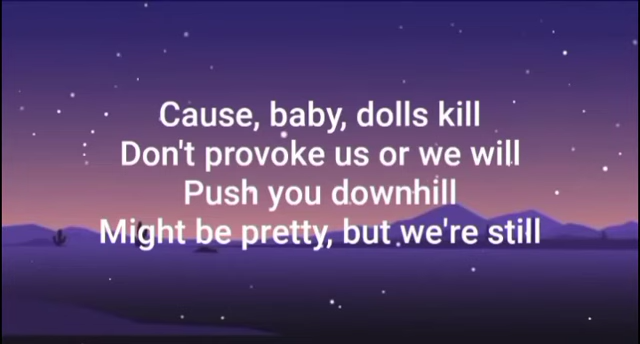 Cause, baby, dolls kill
Don't provoke us or we will
Push you downhill
Might be pretty, but we're still